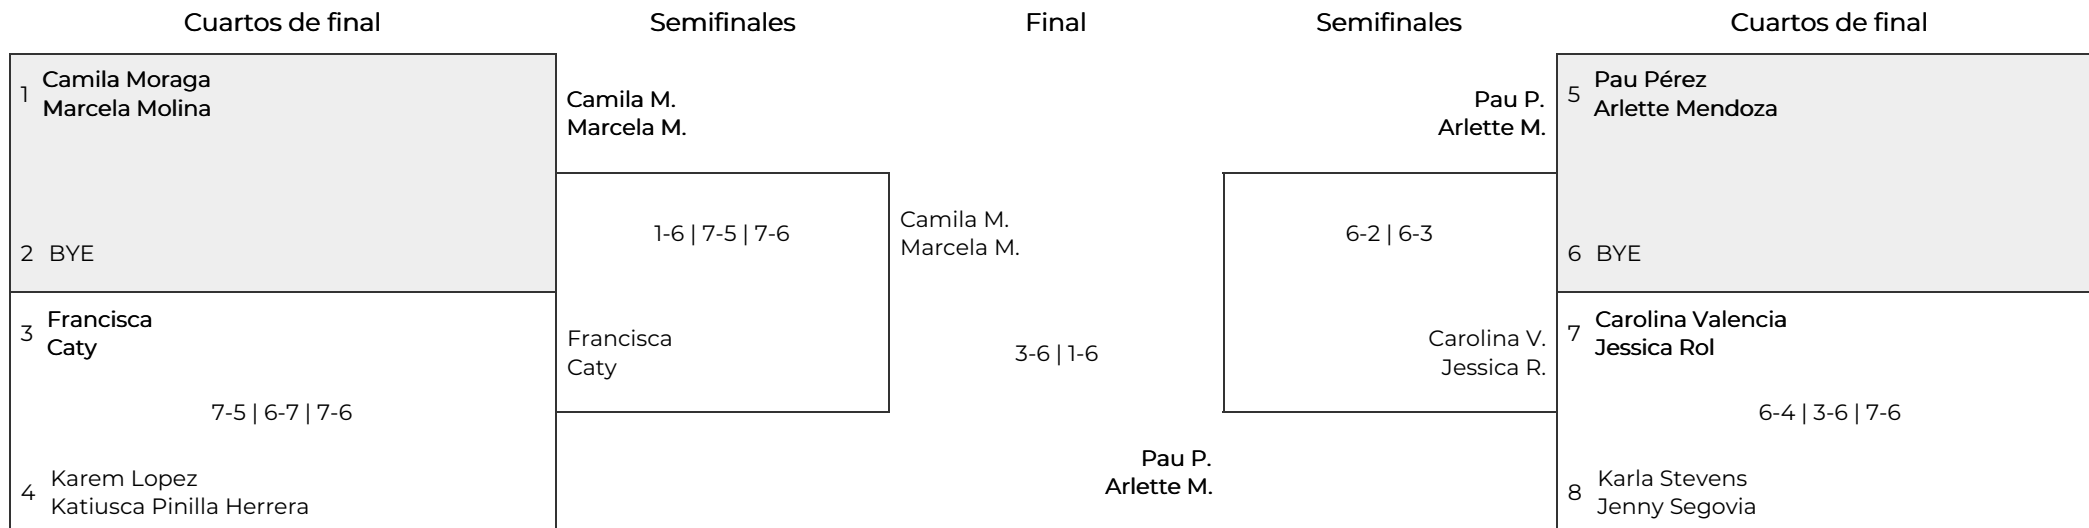 Cuartos de final
Semifinales
Final
Semifinales
Cuartos de final
1
Camila Moraga
Marcela Molina
2 BYE
3
Francisca
Caty
7-5 | 6-7 | 7-6
4
Karem Lopez
Katiusca Pinilla Herrera
Camila M.
Marcela M.
1-6 | 7-5 | 7-6
Francisca
Caty
Camila M.
Marcela M.
3-6 | 1-6
Pau P.
Arlette M.
Pau P.
Arlette M.
6-2 | 6-3
Carolina V.
Jessica R.
5
Pau Pérez
Arlette Mendoza
6 BYE
7
Carolina Valencia
Jessica Rol
6-4 | 3-6 | 7-6
8
Karla Stevens
Jenny Segovia